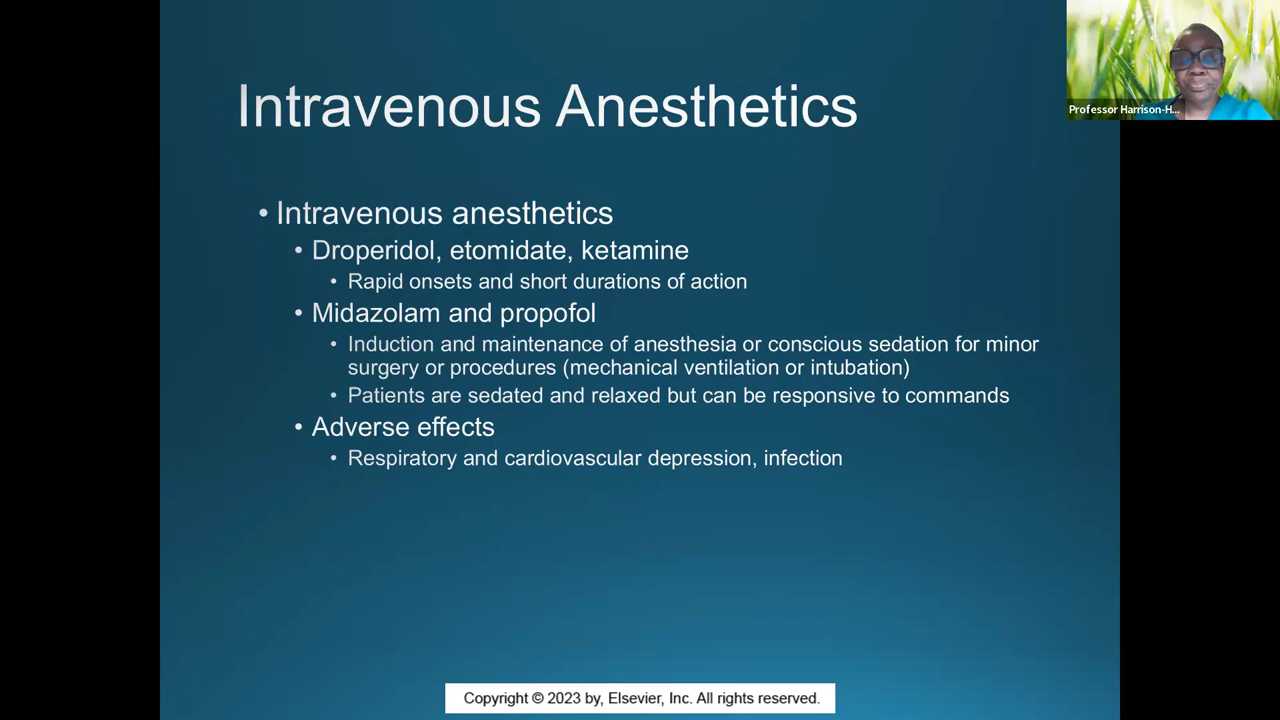 Intravenous Anesthetics
Professor Harrison-H...
• Intravenous anesthetics
• Droperidol, etomidate, ketamine
• Rapid onsets and short durations of action
• Midazolam and propofol
• Induction and maintenance of anesthesia or conscious sedation for minor
surgery or procedures (mechanical ventilation or intubation)
• Patients are sedated and relaxed but can be responsive to commands
• Adverse effects
• Respiratory and cardiovascular depression, infection
Copyright © 2023 by, Elsevier, Inc. All rights reserved.